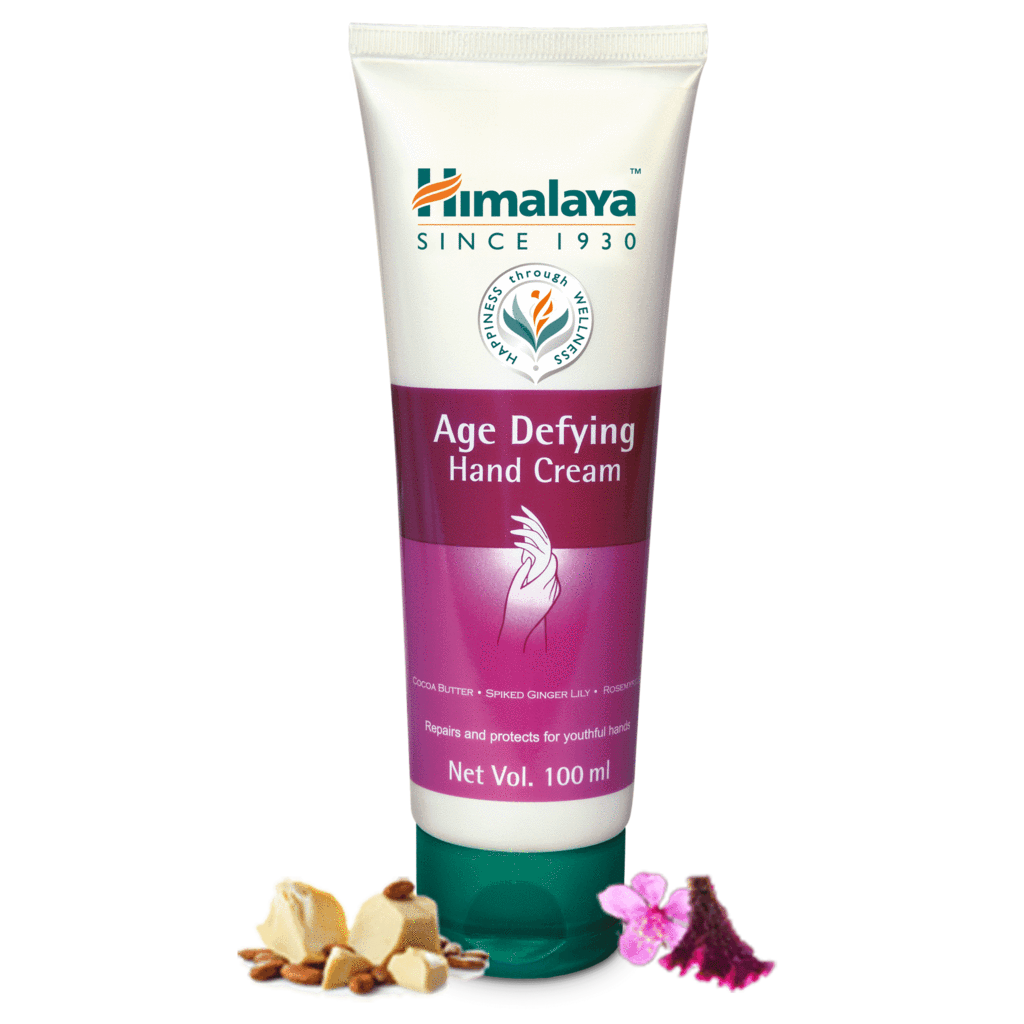 Himalaya™
SINCE 1930
HAPPINESS through WELLNESS
Age Defying
Hand Cream
COCOA BUTTER • SPIKED GINGER LILY •
Repairs and protects for youthful hands
Net Vol. 100 ml